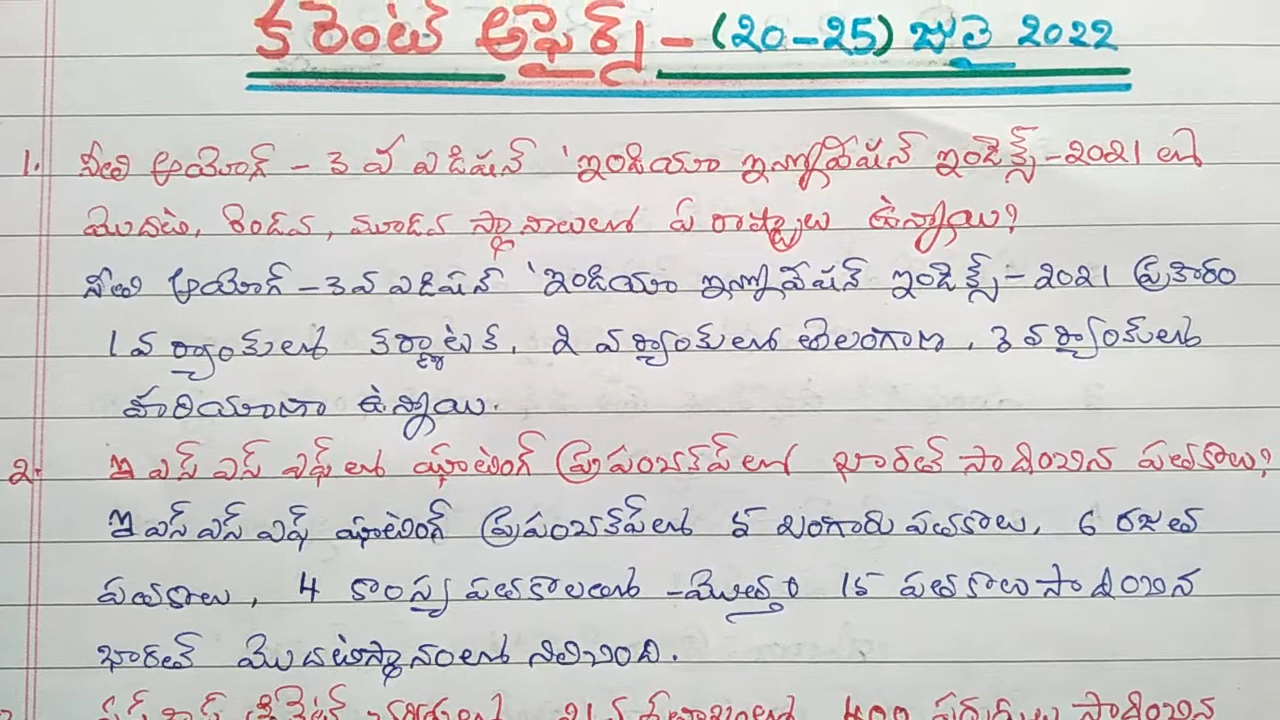 కరెంట్ అఫైర్స్ - (20-25) జులై 2022
1. నీతి ఆయోగ్ - 3 వ ఎడిషన్ 'ఇండియా ఇన్నోవేషన్ ఇండెక్స్ - 2021 లో
మొదట, రెండవ, మూడవ స్థానాలలో ఏ రాష్ట్రాలు ఉన్నాయి?
నీతి ఆయోగ్ - 3వ ఎడిషన్ 'ఇండియా ఇన్నోవేషన్ ఇండెక్స్ - 2021 ప్రకారం
1వ ర్యాంక్‌లో కర్ణాటక, 2 వ ర్యాంక్‌లో తెలంగాణ, 3వ ర్యాంక్‌లో
హరియాణా ఉన్నాయి.
2. ఐ ఎస్ ఎస్ ఎఫ్ లో షూటింగ్ ప్రపంచకప్‌లో భారత్ సాధించిన పతకాలు?
ఐ ఎస్ ఎస్ ఎఫ్ షూటింగ్ ప్రపంచకప్‌లో 5 బంగారు పతకాలు, 6 రజత
పతకాలు, 4 కాంస్య పతకాలతో - మొత్తం 15 పతకాలు సాధించిన
భారత్ మొదటిస్థానంలో నిలిచింది.